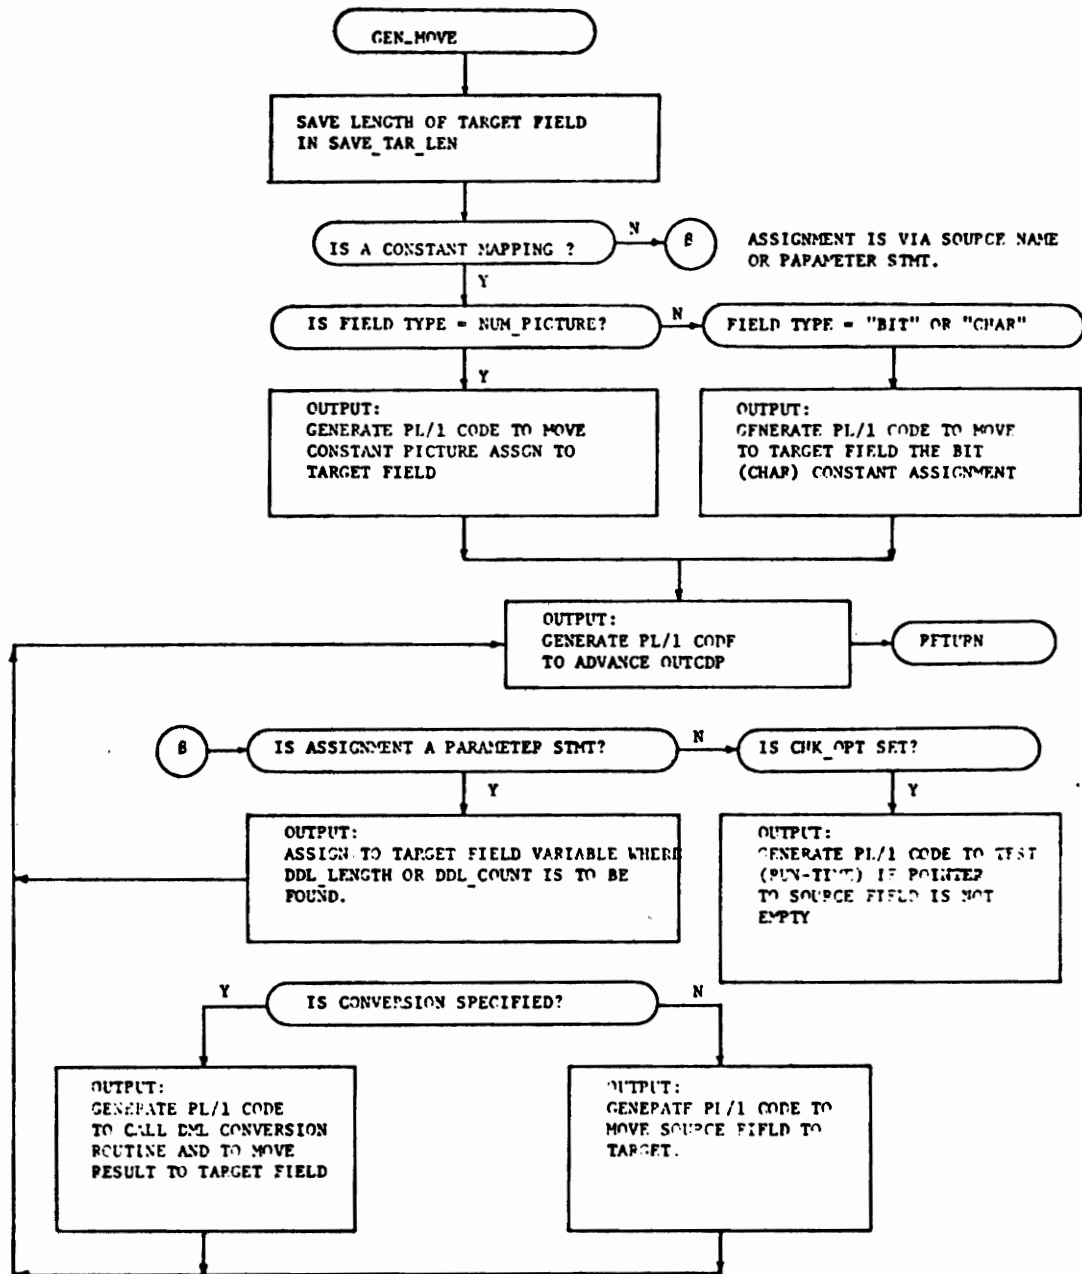 GEN_MOVE
SAVE LENGTH OF TARGET FIELD
IN SAVE_TAR_LEN
IS A CONSTANT MAPPING ?
N
β
ASSIGNMENT IS VIA SOURCE NAME
OR PARAMETER STMT.
Y
IS FIELD TYPE = NUM_PICTURE?
N
FIELD TYPE = "BIT" OR "CHAR"
Y
OUTPUT:
GENERATE PL/1 CODE TO MOVE
CONSTANT PICTURE ASSGN TO
TARGET FIELD
OUTPUT:
GENERATE PL/1 CODE TO MOVE
TO TARGET FIELD THE BIT
(CHAR) CONSTANT ASSIGNMENT
OUTPUT:
GENERATE PL/1 CODE
TO ADVANCE OUTCDP
RETURN
β
IS ASSIGNMENT A PARAMETER STMT?
N
IS CHK_OPT SET?
Y
Y
OUTPUT:
ASSIGN TO TARGET FIELD VARIABLE WHERE
DDL_LENGTH OR DDL_COUNT IS TO BE
FOUND.
OUTPUT:
GENERATE PL/1 CODE TO TEST
(RUN-TIME) IF POINTER
TO SOURCE FIELD IS NOT
EMPTY
Y
IS CONVERSION SPECIFIED?
N
OUTPUT:
GENERATE PL/1 CODE
TO CALL DML CONVERSION
ROUTINE AND TO MOVE
RESULT TO TARGET FIELD
OUTPUT:
GENERATE PL/1 CODE TO
MOVE SOURCE FIELD TO
TARGET.